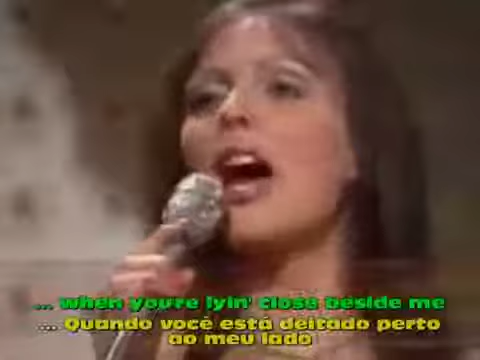 ... when you're lyin' close beside me
... Quando você está deitado perto
ao meu lado